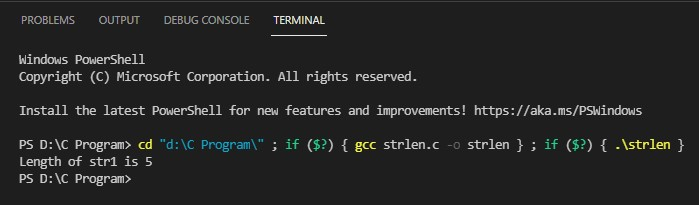 PROBLEMS OUTPUT DEBUG CONSOLE TERMINAL
Windows PowerShell
Copyright (C) Microsoft Corporation. All rights reserved.
Install the latest PowerShell for new features and improvements! https://aka.ms/PSWindows
PS D:\C Program> cd "d:\C Program\" ; if ($?) { gcc strlen.c -o strlen } ; if ($?) { .\strlen }
Length of str1 is 5
PS D:\C Program>